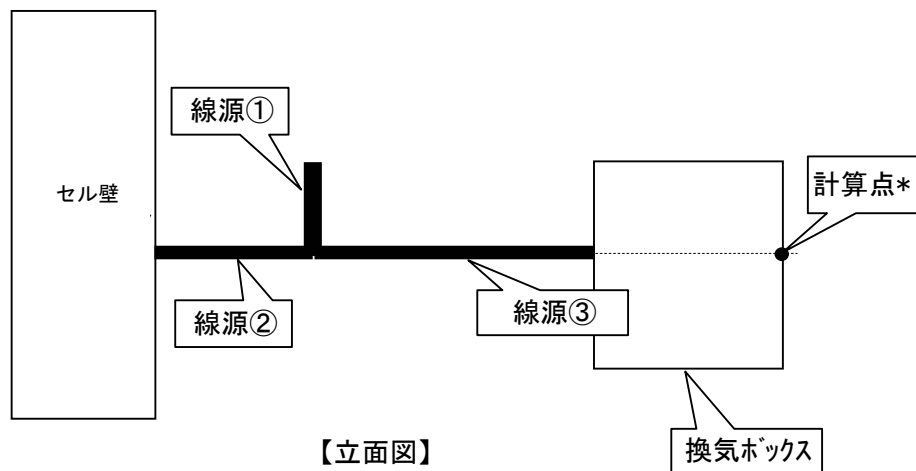 線源①
セル壁
計算点*
線源②
線源③
【立面図】
換気ﾎﾞックス